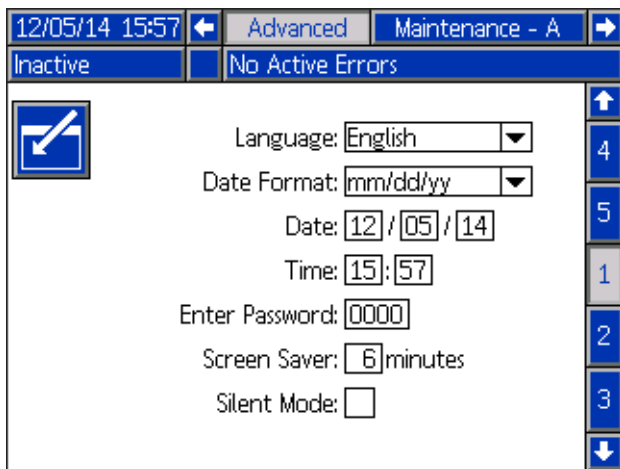 12/05/14 15:57 Advanced Maintenance - A
Inactive No Active Errors
Language: English
4
Date Format: mm/dd/yy
5
Date: 12 / 05 / 14
Time: 15 : 57
1
Enter Password: 0000
2
Screen Saver: 6 minutes
Silent Mode:
3